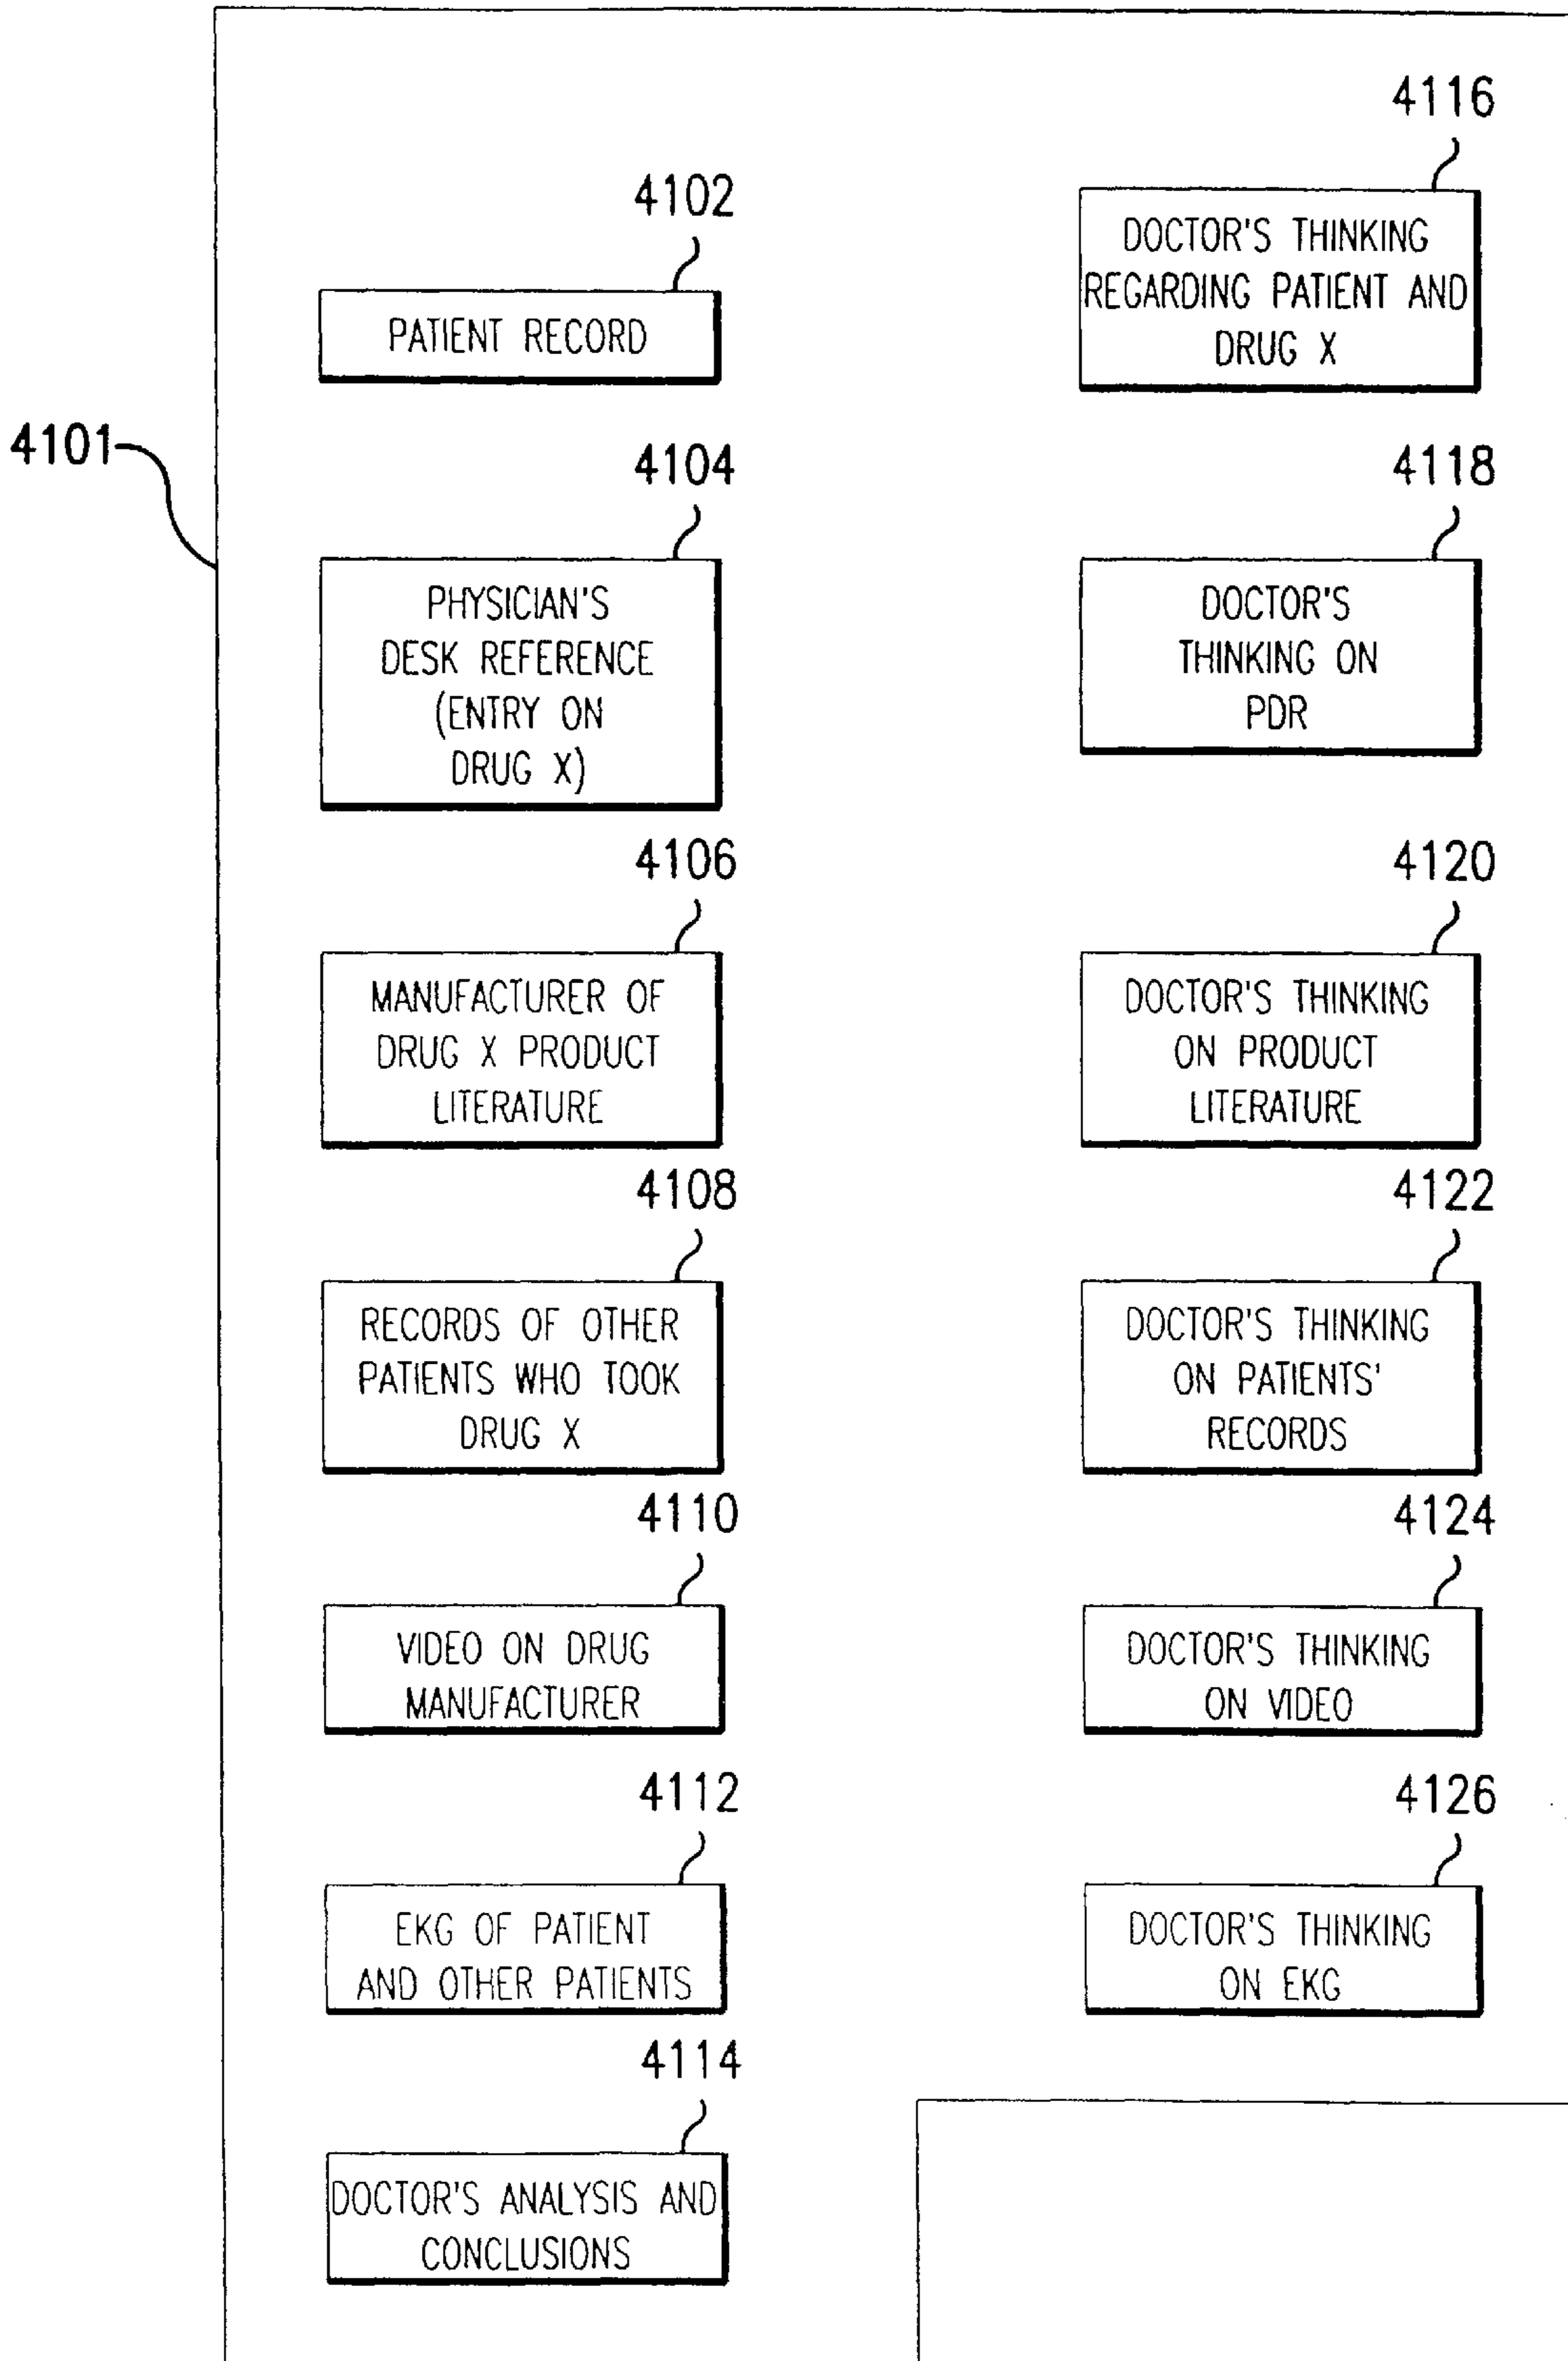 4116
4102
DOCTOR'S THINKING
REGARDING PATIENT AND
DRUG X
PATIENT RECORD
4101
4104
4118
PHYSICIAN'S
DESK REFERENCE
(ENTRY ON
DRUG X)
DOCTOR'S
THINKING ON
PDR
4106
4120
MANUFACTURER OF
DRUG X PRODUCT
LITERATURE
DOCTOR'S THINKING
ON PRODUCT
LITERATURE
4108
4122
RECORDS OF OTHER
PATIENTS WHO TOOK
DRUG X
DOCTOR'S THINKING
ON PATIENTS'
RECORDS
4110
4124
VIDEO ON DRUG
MANUFACTURER
DOCTOR'S THINKING
ON VIDEO
4112
4126
EKG OF PATIENT
AND OTHER PATIENTS
DOCTOR'S THINKING
ON EKG
4114
DOCTOR'S ANALYSIS AND
CONCLUSIONS